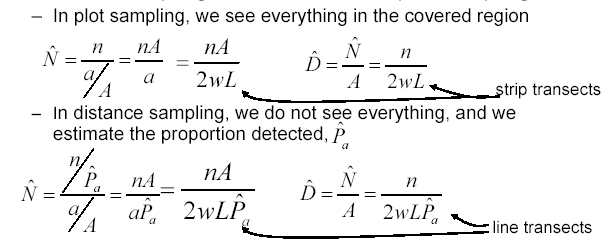 – In plot sampling, we see everything in the covered region
N̂ = n / (a/A) = nA / a = nA / 2wL    D̂ = N̂ / A = n / 2wL
strip transects
– In distance sampling, we do not see everything, and we
estimate the proportion detected, P̂a
N̂ = (n/P̂a) / (a/A) = nA / aP̂a = nA / 2wLP̂a    D̂ = N̂ / A = n / 2wLP̂a
line transects